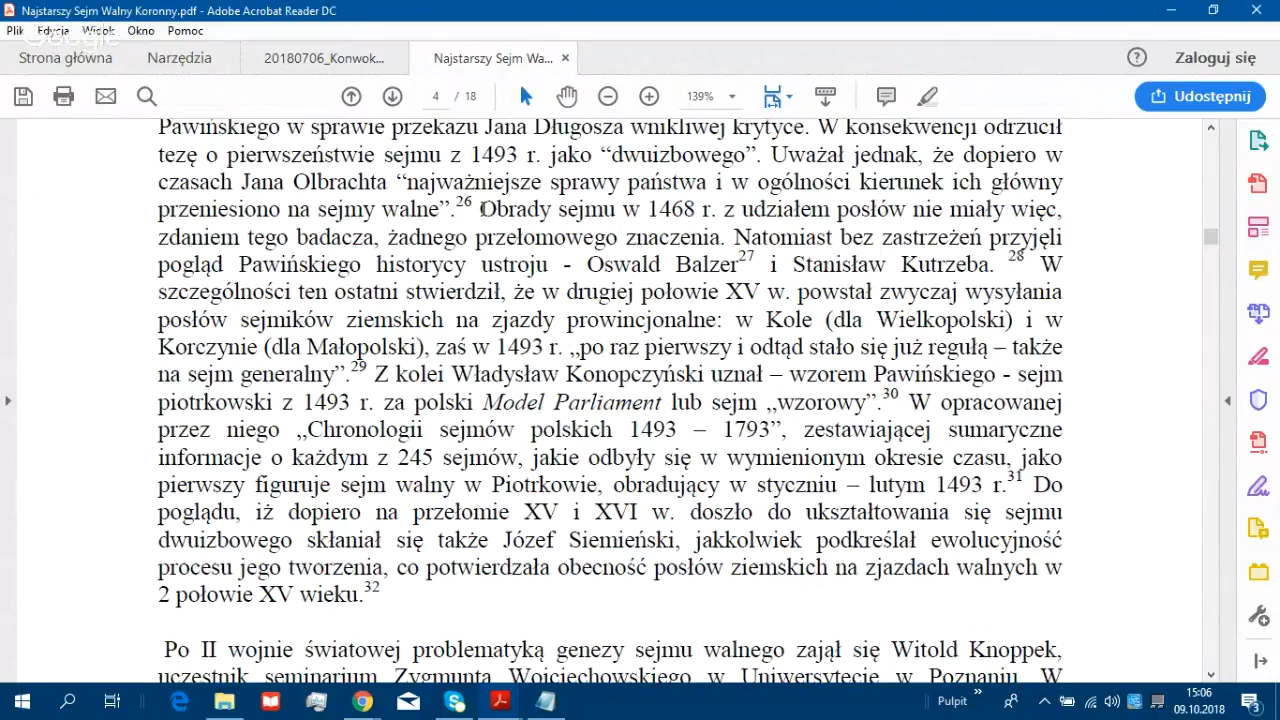 Najstarszy Sejm Walny Koronny.pdf - Adobe Acrobat Reader DC
Plik Edycja Widok Okno Pomoc
Google
Strona główna Narzędzia 20180706_Konwok... Najstarszy Sejm Wa... × Zaloguj się
4 / 18 139% Udostępnij
Pawińskiego w sprawie przekazu Jana Długosza wnikliwej krytyce. W konsekwencji odrzucił
tezę o pierwszeństwie sejmu z 1493 r. jako “dwuizbowego”. Uważał jednak, że dopiero w
czasach Jana Olbrachta “najważniejsze sprawy państwa i w ogólności kierunek ich główny
przeniesiono na sejmy walne”.26 Obrady sejmu w 1468 r. z udziałem posłów nie miały więc,
zdaniem tego badacza, żadnego przełomowego znaczenia. Natomiast bez zastrzeżeń przyjęli
pogląd Pawińskiego historycy ustroju - Oswald Balzer27 i Stanisław Kutrzeba. 28 W
szczególności ten ostatni stwierdził, że w drugiej połowie XV w. powstał zwyczaj wysyłania
posłów sejmików ziemskich na zjazdy prowincjonalne: w Kole (dla Wielkopolski) i w
Korczynie (dla Małopolski), zaś w 1493 r. „po raz pierwszy i odtąd stało się już regułą – także
na sejm generalny”.29 Z kolei Władysław Konopczyński uznał – wzorem Pawińskiego - sejm
piotrkowski z 1493 r. za polski Model Parliament lub sejm „wzorowy”.30 W opracowanej
przez niego „Chronologii sejmów polskich 1493 – 1793”, zestawiającej sumaryczne
informacje o każdym z 245 sejmów, jakie odbyły się w wymienionym okresie czasu, jako
pierwszy figuruje sejm walny w Piotrkowie, obradujący w styczniu – lutym 1493 r.31 Do
poglądu, iż dopiero na przełomie XV i XVI w. doszło do ukształtowania się sejmu
dwuizbowego skłaniał się także Józef Siemieński, jakkolwiek podkreślał ewolucyjność
procesu jego tworzenia, co potwierdzała obecność posłów ziemskich na zjazdach walnych w
2 połowie XV wieku.32
Po II wojnie światowej problematyką genezy sejmu walnego zajął się Witold Knoppek,
uczestnik seminarium Zygmunta Wojciechowskiego w Uniwersytecie w Poznaniu. W
Pulpit 15:06
09.10.2018 3